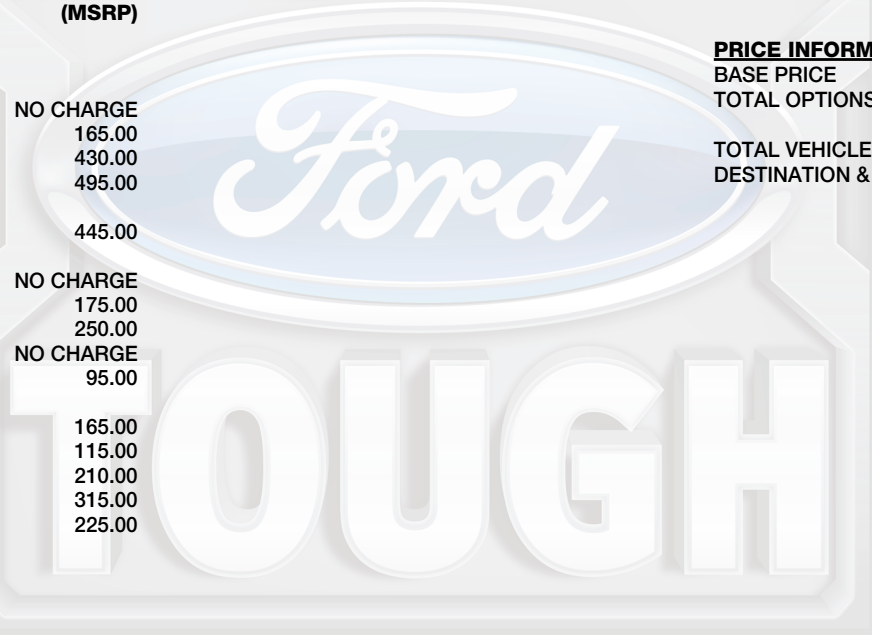 (MSRP)
NO CHARGE
165.00
430.00
495.00
445.00
NO CHARGE
175.00
250.00
NO CHARGE
95.00
165.00
115.00
210.00
315.00
225.00
PRICE INFORM
BASE PRICE
TOTAL OPTIONS
TOTAL VEHICLE
DESTINATION &
Ford
TOUGH